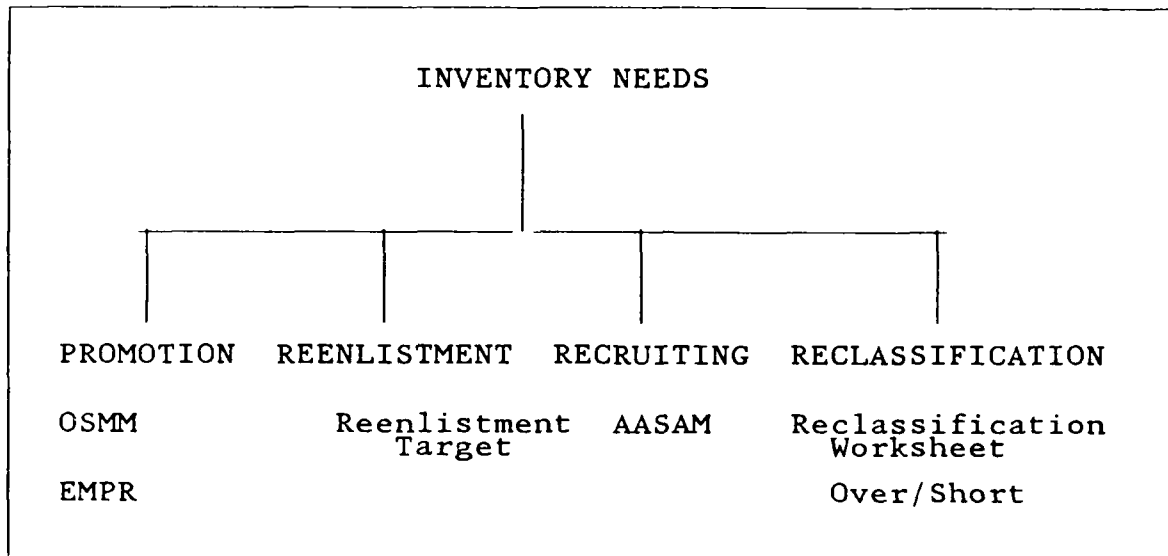 INVENTORY NEEDS
PROMOTION REENLISTMENT RECRUITING RECLASSIFICATION
OSMM Reenlistment Target AASAM Reclassification Worksheet
EMPR Over/Short